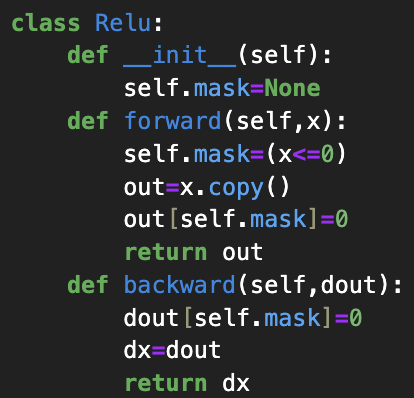 class Relu:
    def __init__(self):
        self.mask=None
    def forward(self,x):
        self.mask=(x<=0)
        out=x.copy()
        out[self.mask]=0
        return out
    def backward(self,dout):
        dout[self.mask]=0
        dx=dout
        return dx